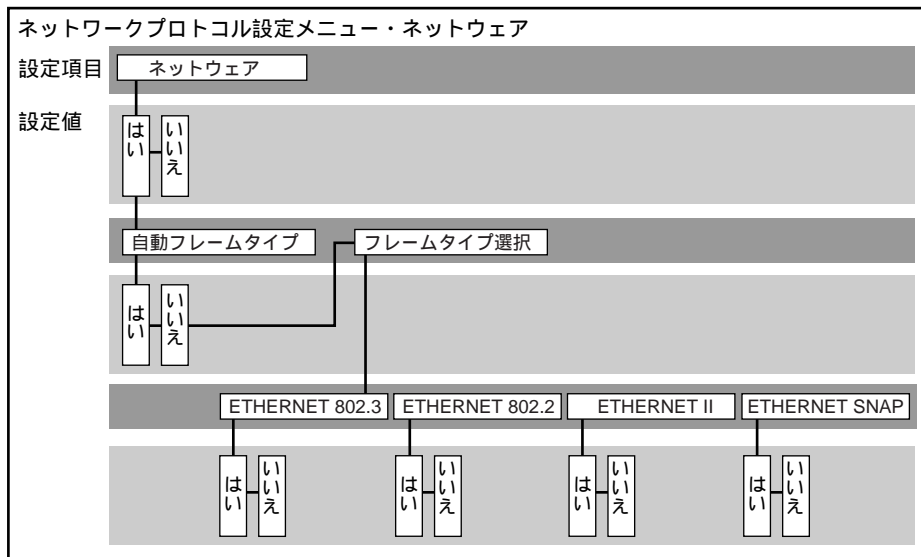 ネットワークプロトコル設定メニュー・ネットウェア
設定項目 ネットウェア
設定値
はい いいえ
自動フレームタイプ フレームタイプ選択
はい いいえ
ETHERNET 802.3 ETHERNET 802.2 ETHERNET II ETHERNET SNAP
はい いいえ はい いいえ はい いいえ はい いいえ